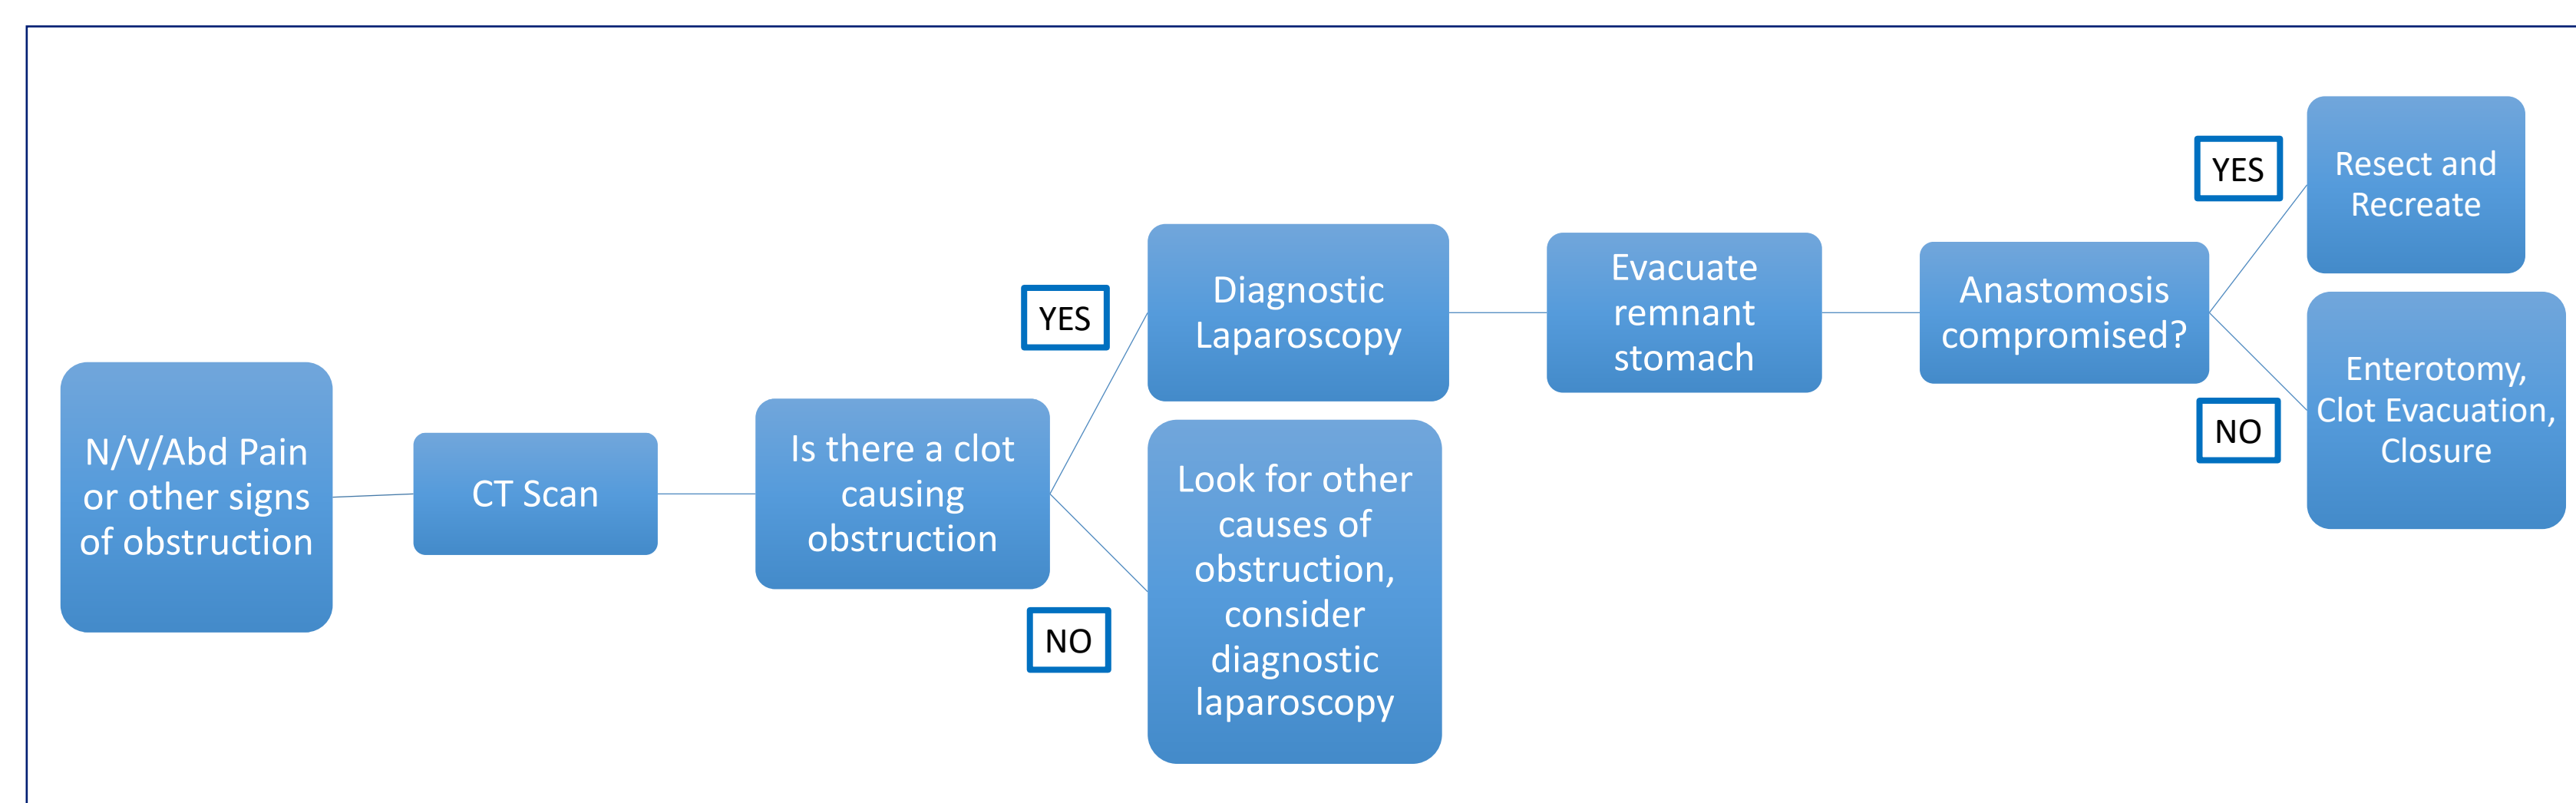 N/V/Abd Pain
or other signs
of obstruction
CT Scan
Is there a clot
causing
obstruction
YES
Diagnostic
Laparoscopy
NO
Look for other
causes of
obstruction,
consider
diagnostic
laparoscopy
Evacuate
remnant
stomach
Anastomosis
compromised?
YES
Resect and
Recreate
NO
Enterotomy,
Clot Evacuation,
Closure